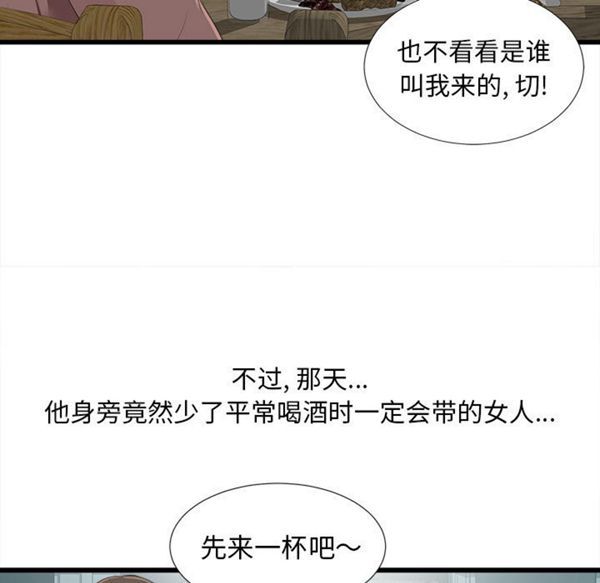 也不看看是谁
叫我来的, 切!
不过, 那天...
他身旁竟然少了平常喝酒时一定会带的女人...
先来一杯吧～